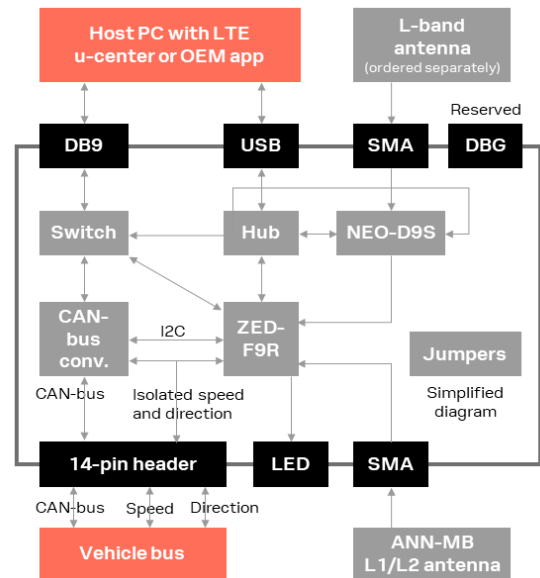 Host PC with LTE
u-center or OEM app
L-band
antenna
(ordered separately)
Reserved
DB9
USB
SMA
DBG
Switch
Hub
NEO-D9S
CAN-
bus
conv.
I2C
ZED-
F9R
Jumpers
CAN-bus
Isolated speed
and direction
Simplified
diagram
14-pin header
LED
SMA
CAN-bus
Speed
Direction
Vehicle bus
ANN-MB
L1/L2 antenna